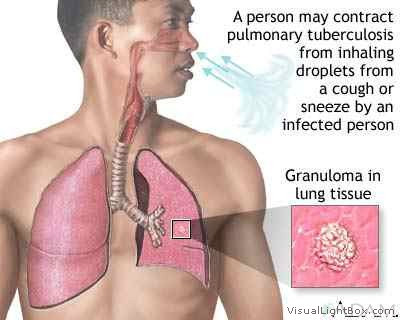 A person may contract
pulmonary tuberculosis
from inhaling
droplets from
a cough or
sneeze by an
infected person
Granuloma in
lung tissue
VisualLightBox.com